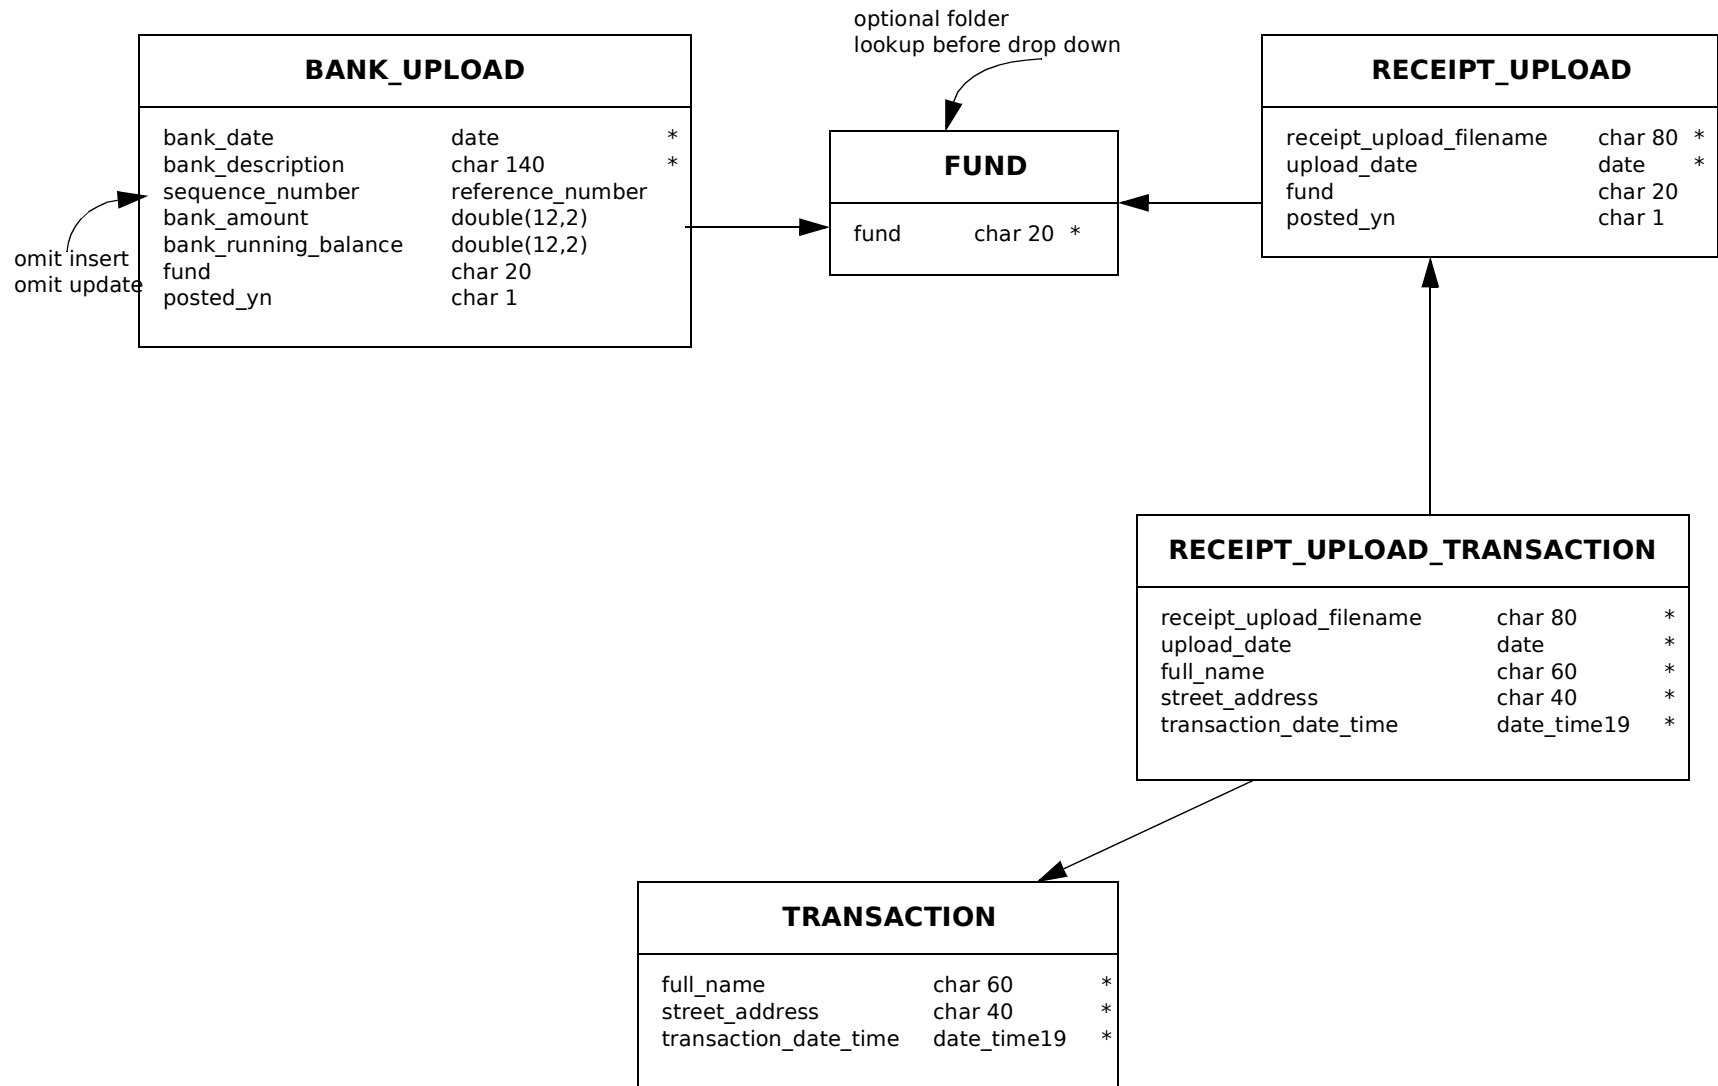 optional folder
lookup before drop down
BANK_UPLOAD
bank_date date *
bank_description char 140 *
sequence_number reference_number
bank_amount double(12,2)
bank_running_balance double(12,2)
fund char 20
posted_yn char 1
omit insert
omit update
FUND
fund char 20 *
RECEIPT_UPLOAD
receipt_upload_filename char 80 *
upload_date date *
fund char 20
posted_yn char 1
RECEIPT_UPLOAD_TRANSACTION
receipt_upload_filename char 80 *
upload_date date *
full_name char 60 *
street_address char 40 *
transaction_date_time date_time19 *
TRANSACTION
full_name char 60 *
street_address char 40 *
transaction_date_time date_time19 *